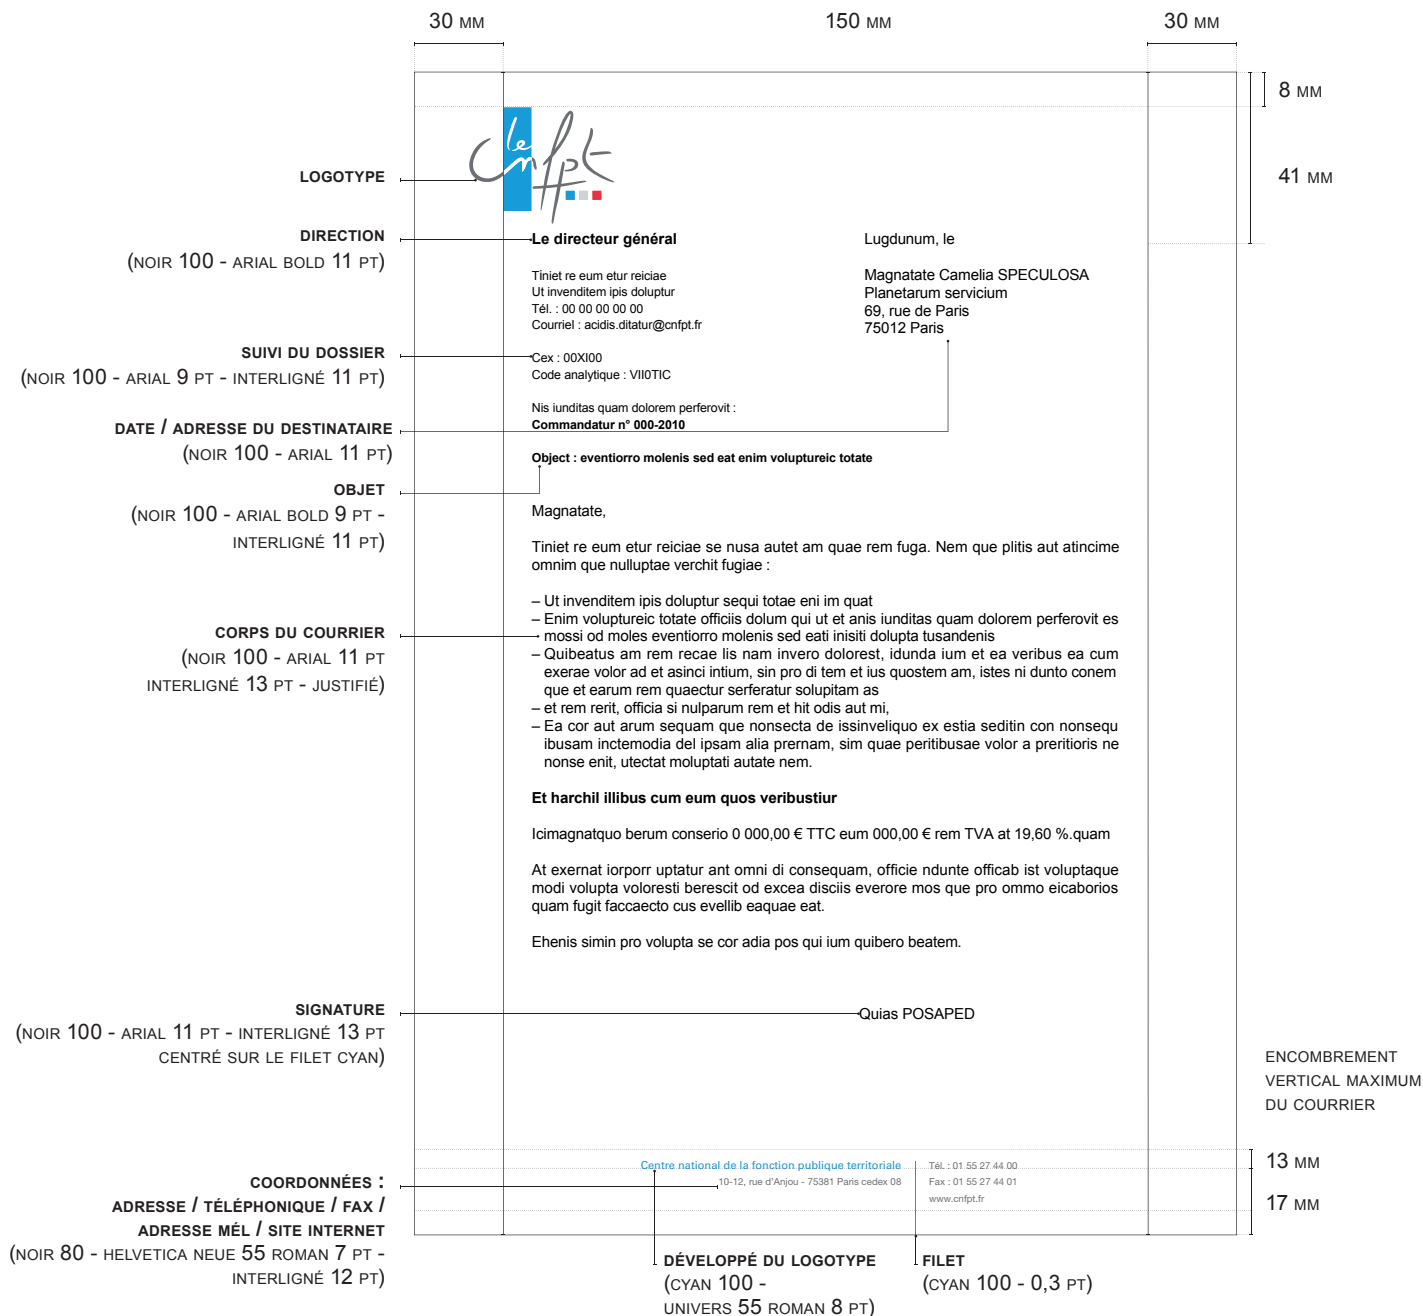 30 MM
150 MM
30 MM
8 MM
41 MM
le
cnfpt
LOGOTYPE
DIRECTION
(NOIR 100 - ARIAL BOLD 11 PT)
Le directeur général
Lugdunum, le
Tiniet re eum etur reiciae
Ut invenditem ipis doluptur
Tél. : 00 00 00 00 00
Courriel : acidis.ditatur@cnfpt.fr
Magnatate Camelia SPECULOSA
Planetarum servicium
69, rue de Paris
75012 Paris
SUIVI DU DOSSIER
(NOIR 100 - ARIAL 9 PT - INTERLIGNÉ 11 PT)
Cex : 00XI00
Code analytique : VII0TIC
Nis iunditas quam dolorem perferovit :
Commandatur n° 000-2010
DATE / ADRESSE DU DESTINATAIRE
(NOIR 100 - ARIAL 11 PT)
Object : eventiorro molenis sed eat enim voluptureic totate
OBJET
(NOIR 100 - ARIAL BOLD 9 PT -
INTERLIGNÉ 11 PT)
Magnatate,
Tiniet re eum etur reiciae se nusa autet am quae rem fuga. Nem que plitis aut atincime
omnim que nulluptae verchit fugiae :
– Ut invenditem ipis doluptur sequi totae eni im quat
– Enim voluptureic totate officiis dolum qui ut et anis iunditas quam dolorem perferovit es
mossi od moles eventiorro molenis sed eati inisiti dolupta tusandenis
– Quibeatus am rem recae lis nam invero dolorest, idunda ium et ea veribus ea cum
exerae volor ad et asinci intium, sin pro di tem et ius quostem am, istes ni dunto conem
que et earum rem quaectur serferatur solupitam as
– et rem rerit, officia si nulparum rem et hit odis aut mi,
– Ea cor aut arum sequam que nonsecta de issinveliquo ex estia seditin con nonsequ
ibusam inctemodia del ipsam alia prernam, sim quae peritibusae volor a preritioris ne
nonse enit, utectat moluptati autate nem.
CORPS DU COURRIER
(NOIR 100 - ARIAL 11 PT
INTERLIGNÉ 13 PT - JUSTIFIÉ)
Et harchil illibus cum eum quos veribustiur
Icimagnatquo berum conserio 0 000,00 € TTC eum 000,00 € rem TVA at 19,60 %.quam
At exernat iorporr uptatur ant omni di consequam, officie ndunte officab ist voluptaque
modi volupta voloresti berescit od excea disciis everore mos que pro ommo eicaborios
quam fugit faccaecto cus evellib eaquae eat.
Ehenis simin pro volupta se cor adia pos qui ium quibero beatem.
SIGNATURE
(NOIR 100 - ARIAL 11 PT - INTERLIGNÉ 13 PT
CENTRÉ SUR LE FILET CYAN)
Quias POSAPED
ENCOMBREMENT
VERTICAL MAXIMUM
DU COURRIER
13 MM
17 MM
Centre national de la fonction publique territoriale
10-12, rue d'Anjou - 75381 Paris cedex 08
Tél. : 01 55 27 44 00
Fax : 01 55 27 44 01
www.cnfpt.fr
COORDONNÉES :
ADRESSE / TÉLÉPHONIQUE / FAX /
ADRESSE MÉL / SITE INTERNET
(NOIR 80 - HELVETICA NEUE 55 ROMAN 7 PT -
INTERLIGNÉ 12 PT)
DÉVELOPPÉ DU LOGOTYPE
(CYAN 100 -
UNIVERS 55 ROMAN 8 PT)
FILET
(CYAN 100 - 0,3 PT)